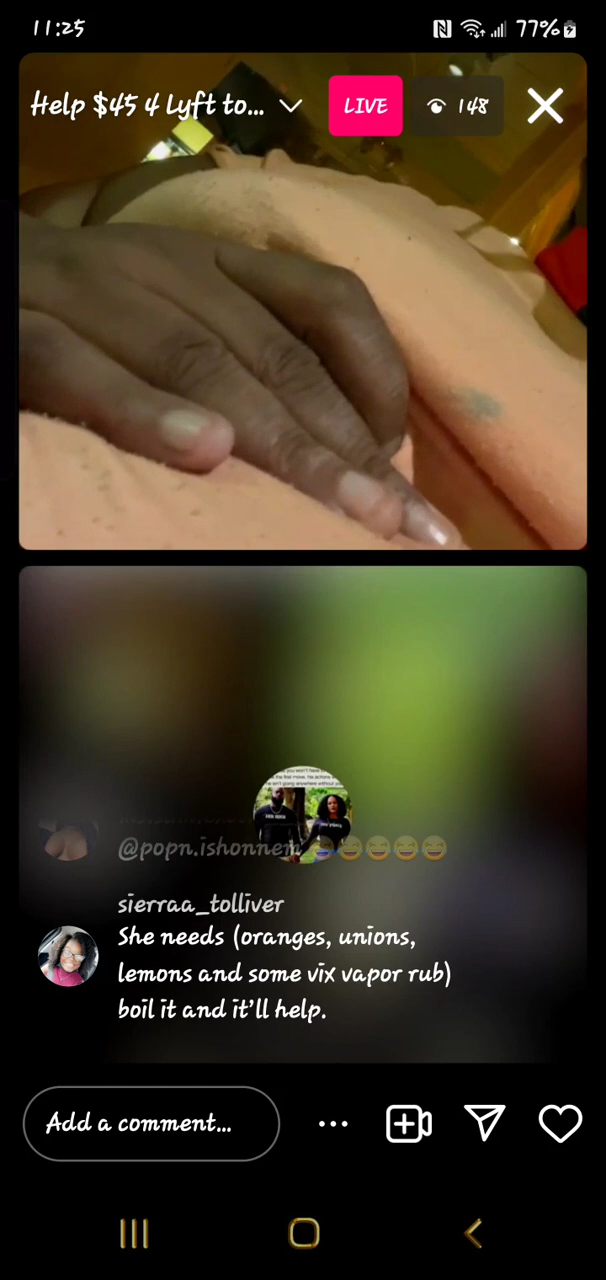 11:25
77%
Help $45 4 Lyft to...
LIVE
148
@popn.ishonnem 😅😅😅😅😅
sierraa_tolliver
She needs (oranges, unions,
lemons and some vix vapor rub)
boil it and it'll help.
Add a comment...